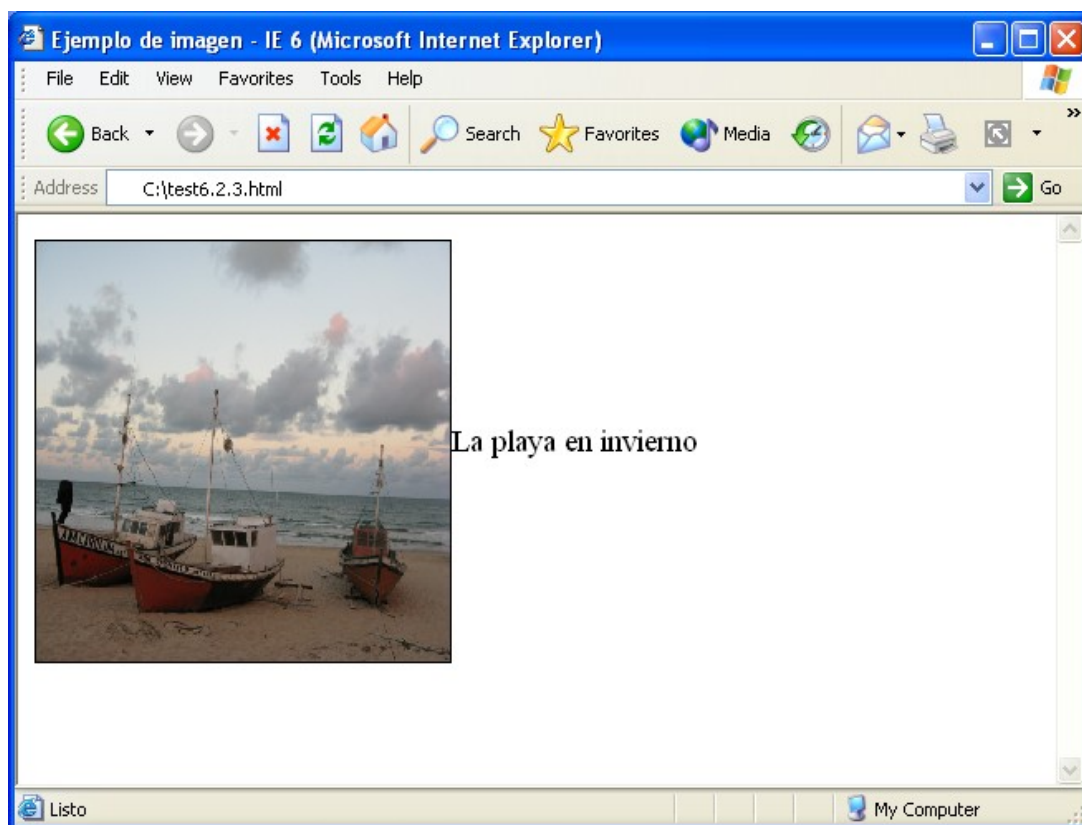 Ejemplo de imagen - IE 6 (Microsoft Internet Explorer)
File Edit View Favorites Tools Help
Back Search Favorites Media »
Address C:\test6.2.3.html Go
La playa en invierno
Listo My Computer